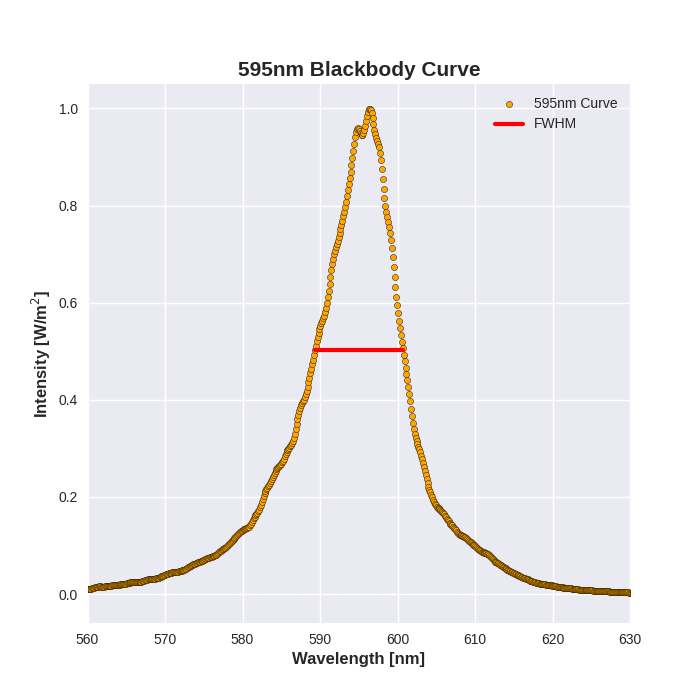 595nm Blackbody Curve
595nm Curve
FWHM
1.0
0.8
0.6
0.4
0.2
0.0
Intensity [W/m²]
560 570 580 590 600 610 620 630
Wavelength [nm]